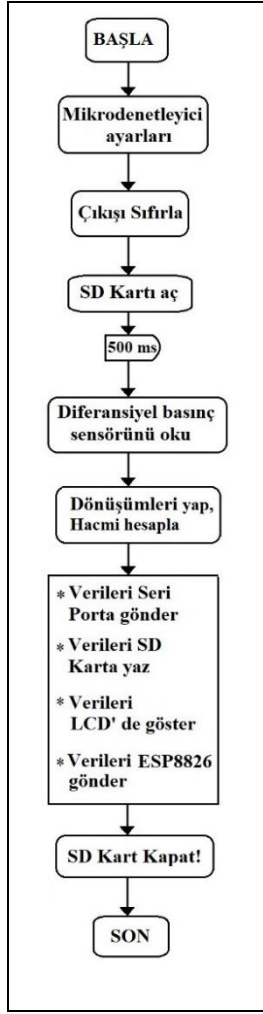 BAŞLA
Mikrodenetleyici
ayarları
Çıkışı Sıfırla
SD Kartı aç
500 ms
Diferansiyel basınç
sensörünü oku
Dönüşümleri yap,
Hacmi hesapla
* Verileri Seri
Porta gönder
* Verileri SD
Karta yaz
* Verileri
LCD' de göster
* Verileri ESP8826
gönder
SD Kart Kapat!
SON